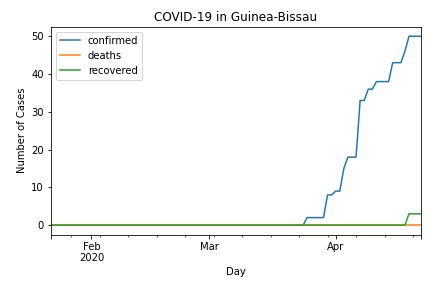 COVID-19 in Guinea-Bissau
confirmed
deaths
recovered
Number of Cases
50
40
30
20
10
0
Feb
2020
Mar
Apr
Day